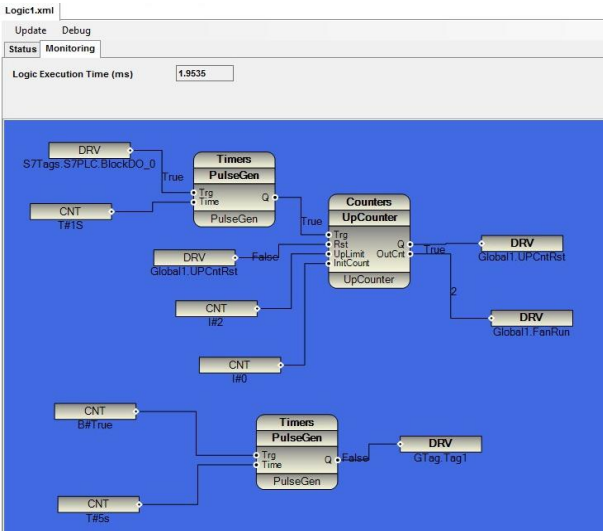 Logic1.xml
Update Debug
Status Monitoring
Logic Execution Time (ms) 1.9535
DRV
S7Tags.S7PLC.BlockDO_0
True
CNT
T#1S
Timers
PulseGen
Trg Q
Time
PulseGen
True
DRV
Global1.UPCntRst
False
Counters
UpCounter
Trg
Rst Q
UpLimit OutCnt
InitCount
UpCounter
True
DRV
Global1.UPCntRst
2
DRV
Global1.FanRun
CNT
I#2
CNT
I#0
CNT
B#True
Timers
PulseGen
Trg
Time Q
PulseGen
False
DRV
GTag.Tag1
CNT
T#5s